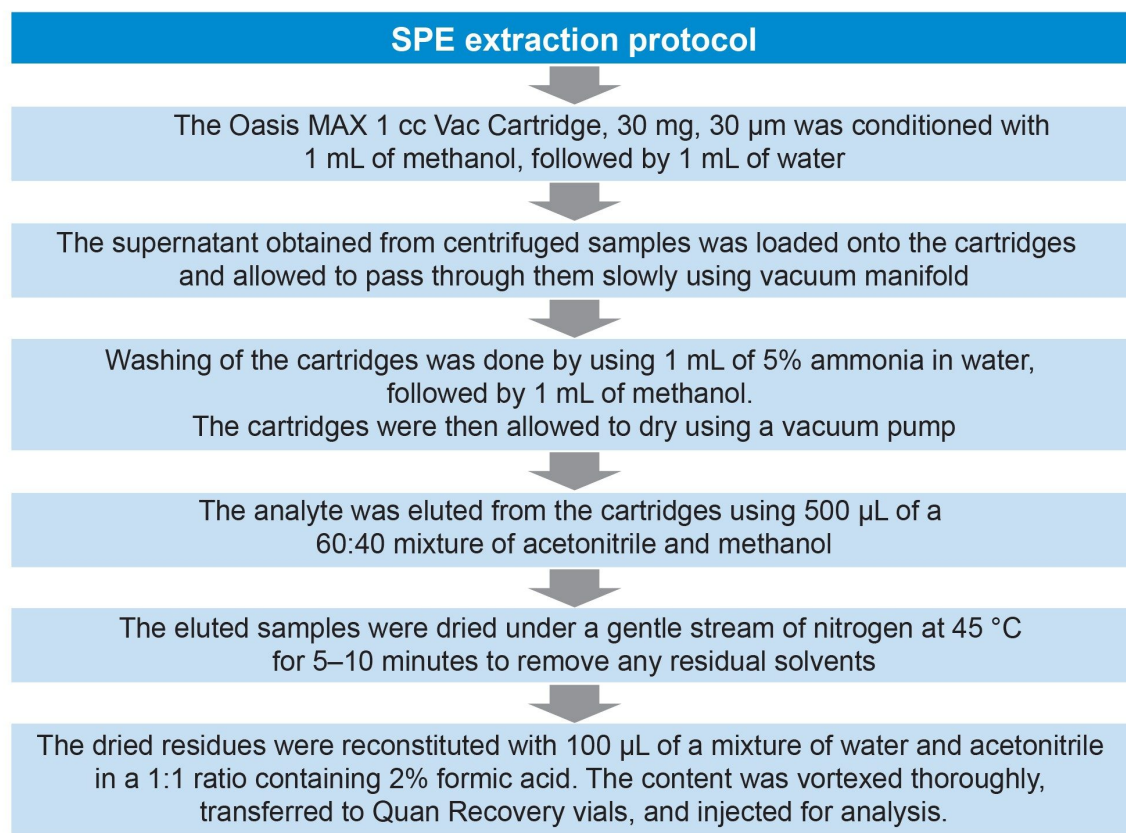 SPE extraction protocol
The Oasis MAX 1 cc Vac Cartridge, 30 mg, 30 µm was conditioned with
1 mL of methanol, followed by 1 mL of water
The supernatant obtained from centrifuged samples was loaded onto the cartridges
and allowed to pass through them slowly using vacuum manifold
Washing of the cartridges was done by using 1 mL of 5% ammonia in water,
followed by 1 mL of methanol.
The cartridges were then allowed to dry using a vacuum pump
The analyte was eluted from the cartridges using 500 µL of a
60:40 mixture of acetonitrile and methanol
The eluted samples were dried under a gentle stream of nitrogen at 45 °C
for 5–10 minutes to remove any residual solvents
The dried residues were reconstituted with 100 µL of a mixture of water and acetonitrile
in a 1:1 ratio containing 2% formic acid. The content was vortexed thoroughly,
transferred to Quan Recovery vials, and injected for analysis.